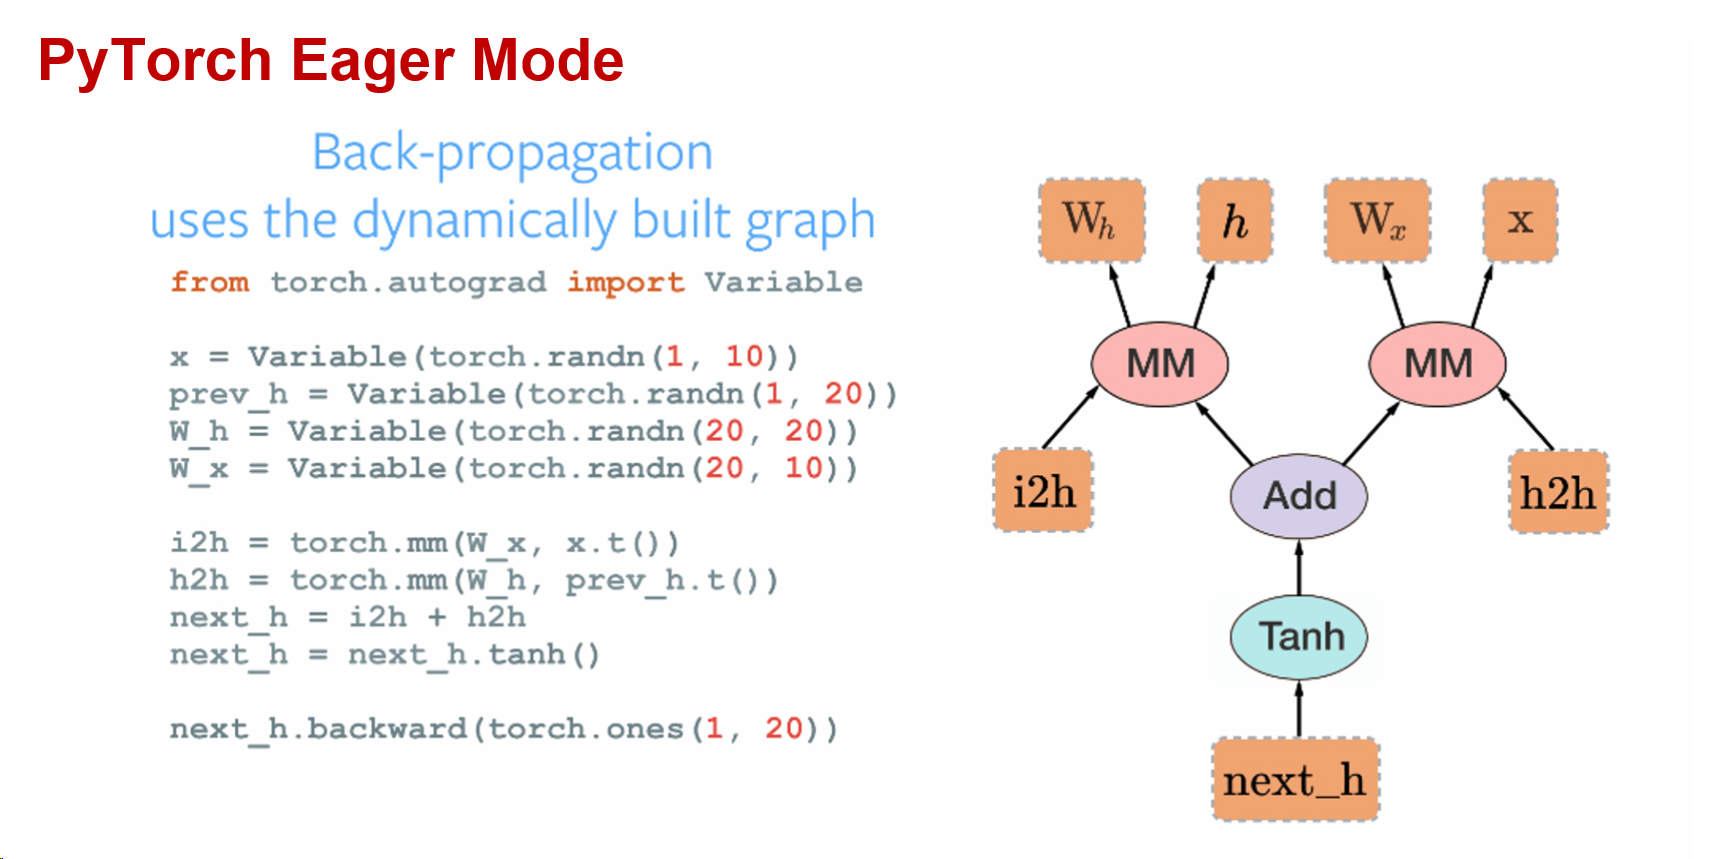 PyTorch Eager Mode
Back-propagation
uses the dynamically built graph
from torch.autograd import Variable
x = Variable(torch.randn(1, 10))
prev_h = Variable(torch.randn(1, 20))
W_h = Variable(torch.randn(20, 20))
W_x = Variable(torch.randn(20, 10))
i2h = torch.mm(W_x, x.t())
h2h = torch.mm(W_h, prev_h.t())
next_h = i2h + h2h
next_h = next_h.tanh()
next_h.backward(torch.ones(1, 20))
W_h h W_x x
MM MM
i2h Add h2h
Tanh
next_h